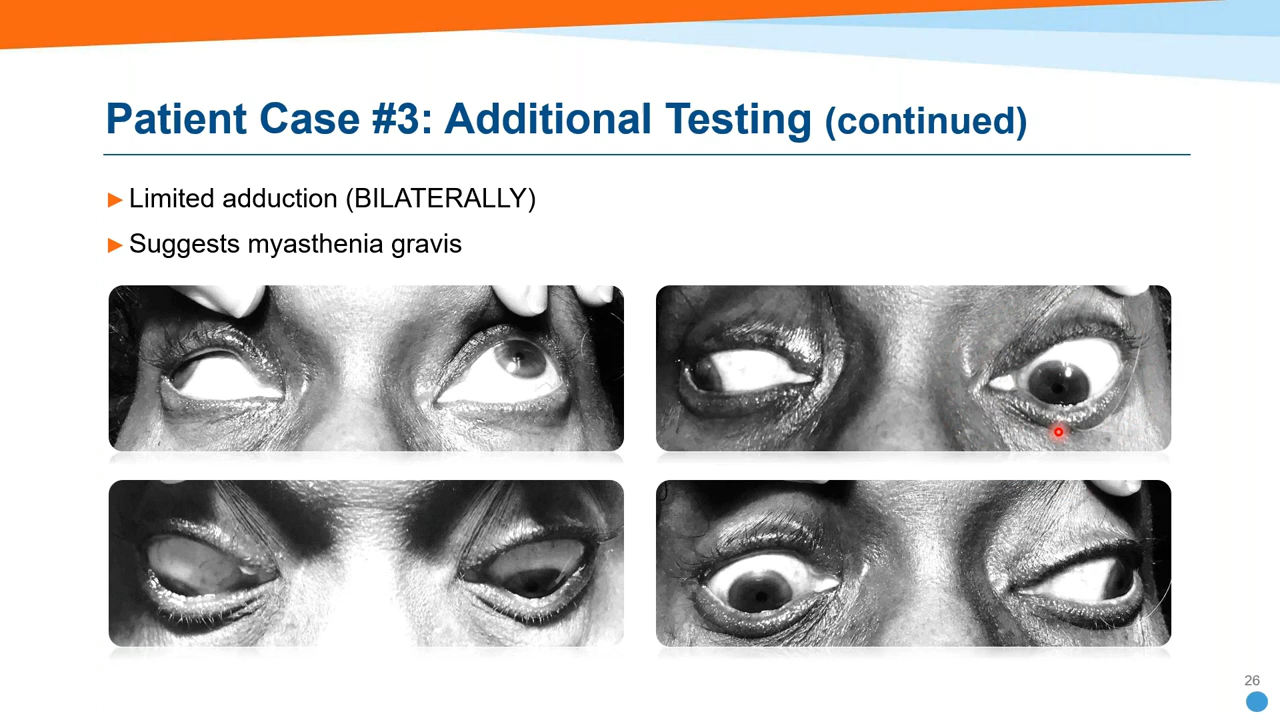 Patient Case #3: Additional Testing (continued)
► Limited adduction (BILATERALLY)
► Suggests myasthenia gravis
26